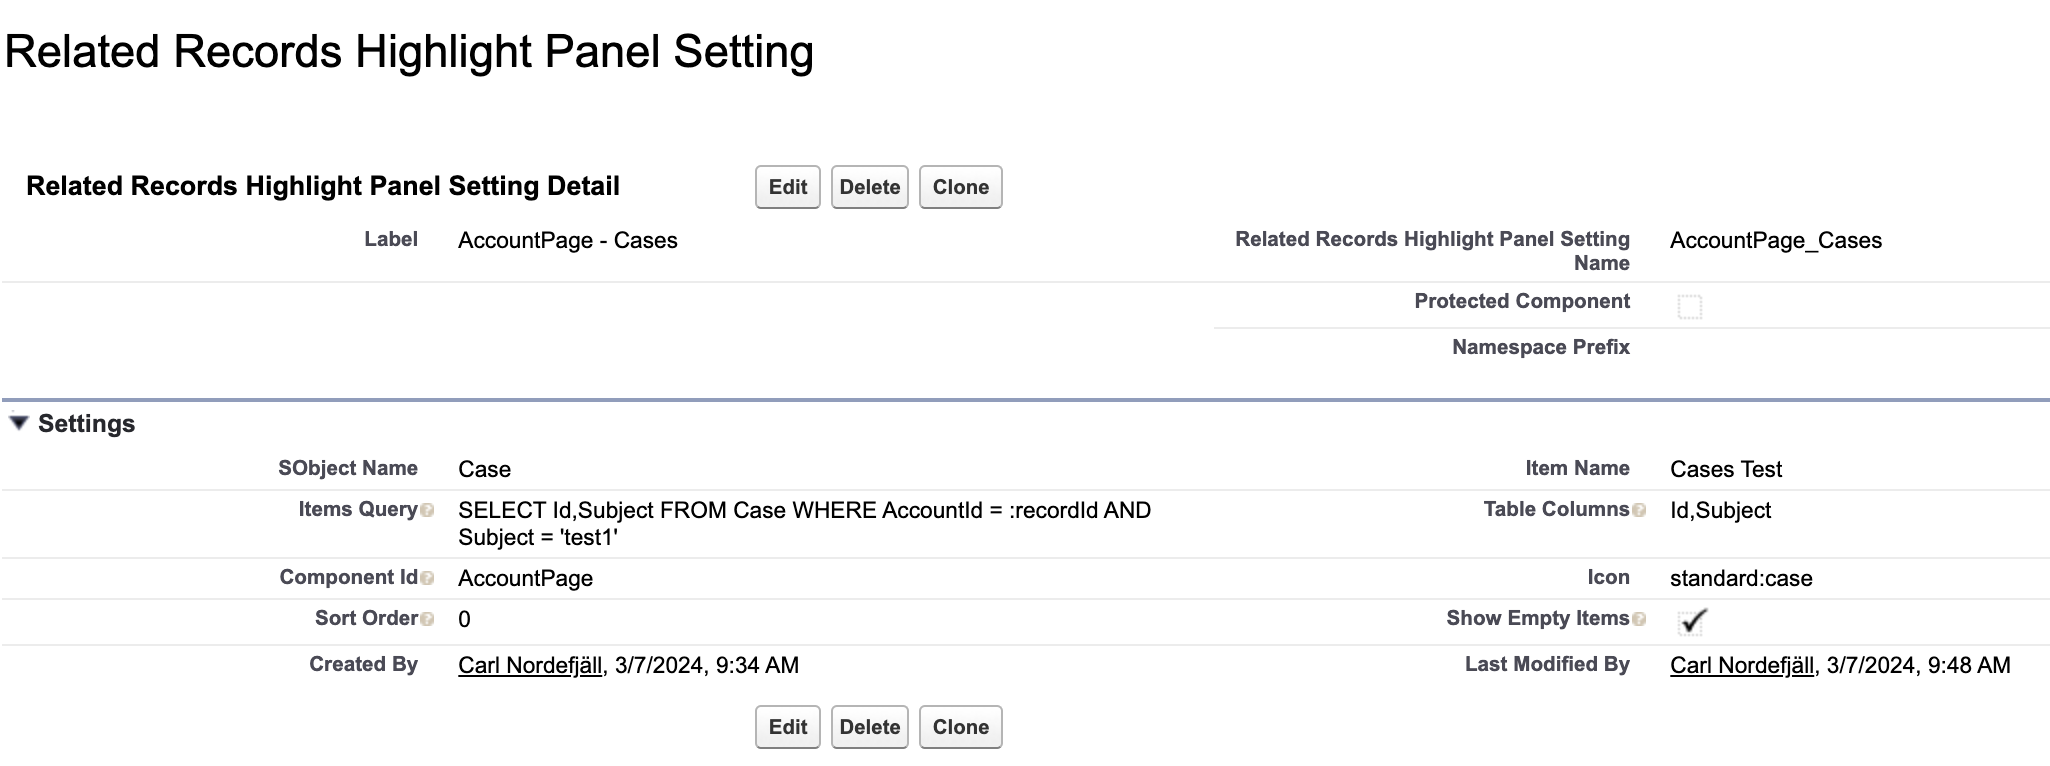 Related Records Highlight Panel Setting
Related Records Highlight Panel Setting Detail
Edit Delete Clone
Label AccountPage - Cases
Related Records Highlight Panel Setting
Name
AccountPage_Cases
Protected Component
Namespace Prefix
Settings
SObject Name Case
Item Name Cases Test
Items Query? SELECT Id,Subject FROM Case WHERE AccountId = :recordId AND
Subject = 'test1'
Table Columns? Id,Subject
Component Id? AccountPage
Icon standard:case
Sort Order? 0
Show Empty Items?
Created By Carl Nordefjäll, 3/7/2024, 9:34 AM
Last Modified By Carl Nordefjäll, 3/7/2024, 9:48 AM
Edit Delete Clone